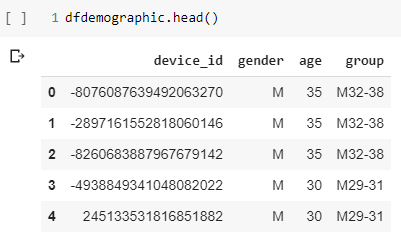 [ ] 1 dfdemographic.head()
device_id gender age group
0 -8076087639492063270 M 35 M32-38
1 -2897161552818060146 M 35 M32-38
2 -8260683887967679142 M 35 M32-38
3 -4938849341048082022 M 30 M29-31
4 245133531816851882 M 30 M29-31